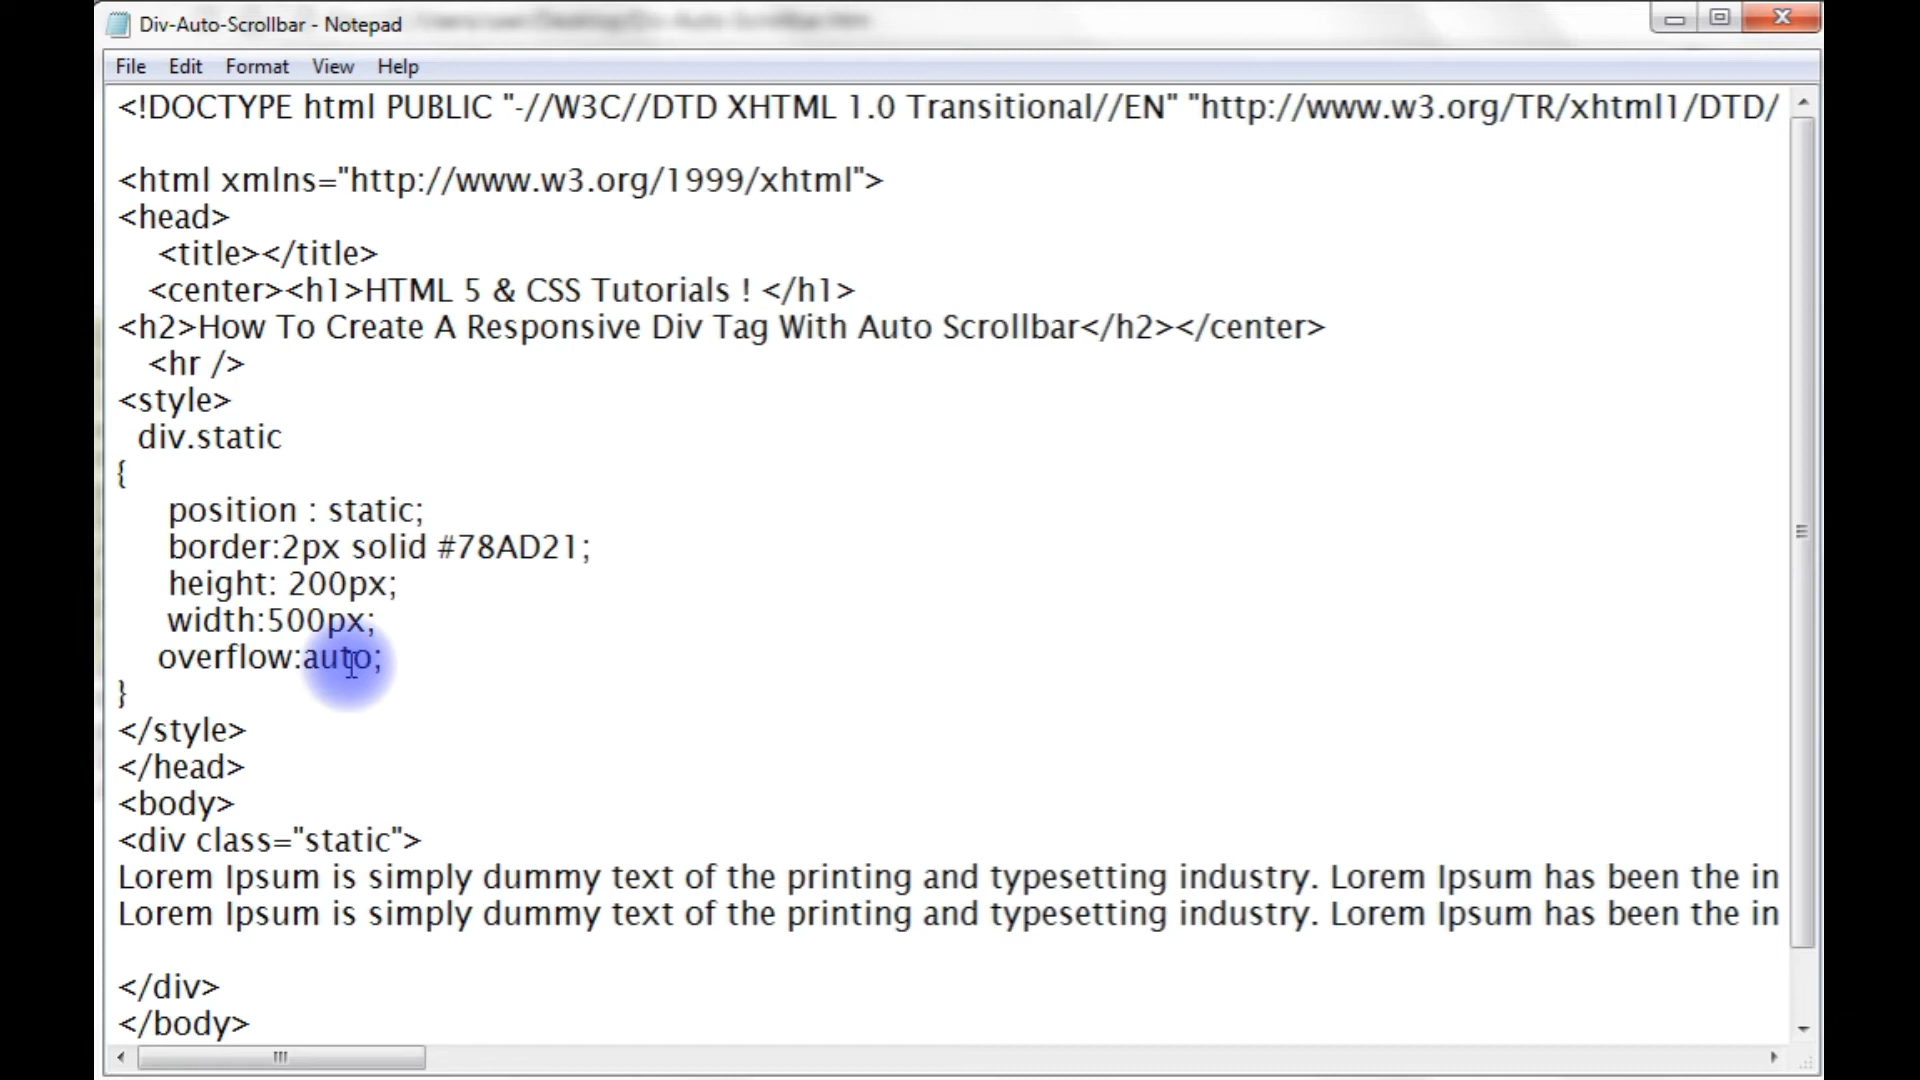 Div-Auto-Scrollbar - Notepad
File Edit Format View Help
<!DOCTYPE html PUBLIC "-//W3C//DTD XHTML 1.0 Transitional//EN" "http://www.w3.org/TR/xhtml1/DTD/
<html xmlns="http://www.w3.org/1999/xhtml">
<head>
<title></title>
<center><h1>HTML 5 & CSS Tutorials ! </h1>
<h2>How To Create A Responsive Div Tag With Auto Scrollbar</h2></center>
<hr />
<style>
div.static
{
position : static;
border:2px solid #78AD21;
height: 200px;
width:500px;
overflow:auto;
}
</style>
</head>
<body>
<div class="static">
Lorem Ipsum is simply dummy text of the printing and typesetting industry. Lorem Ipsum has been the in
Lorem Ipsum is simply dummy text of the printing and typesetting industry. Lorem Ipsum has been the in
</div>
</body>